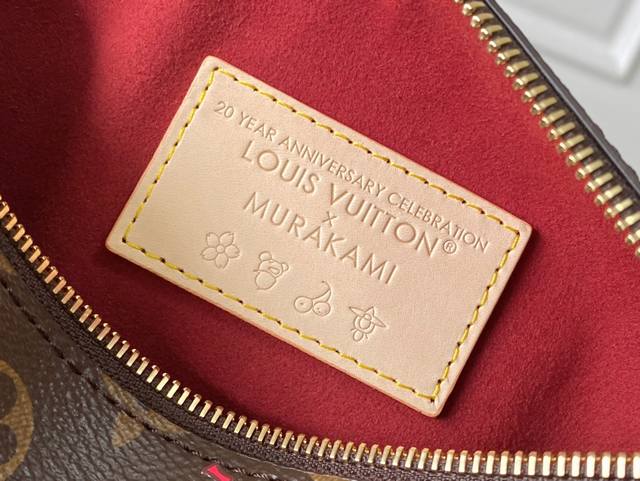 20 YEAR ANNIVERSARY CELEBRATION
LOUIS VUITTON®
X
MURAKAMI